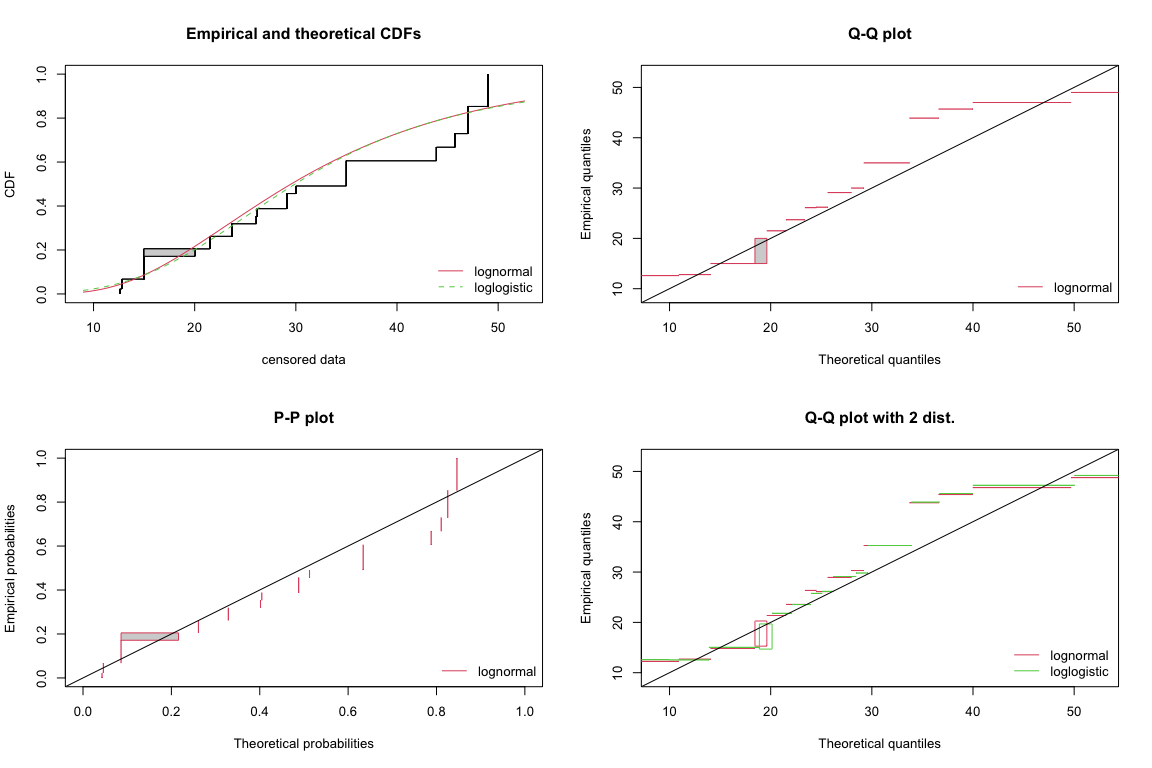 Empirical and theoretical CDFs
CDF
0.0 0.2 0.4 0.6 0.8 1.0
lognormal
loglogistic
10 20 30 40 50
censored data
Q-Q plot
Empirical quantiles
10 20 30 40 50
lognormal
10 20 30 40 50
Theoretical quantiles
P-P plot
Empirical probabilities
0.0 0.2 0.4 0.6 0.8 1.0
lognormal
0.0 0.2 0.4 0.6 0.8 1.0
Theoretical probabilities
Q-Q plot with 2 dist.
Empirical quantiles
10 20 30 40 50
lognormal
loglogistic
10 20 30 40 50
Theoretical quantiles